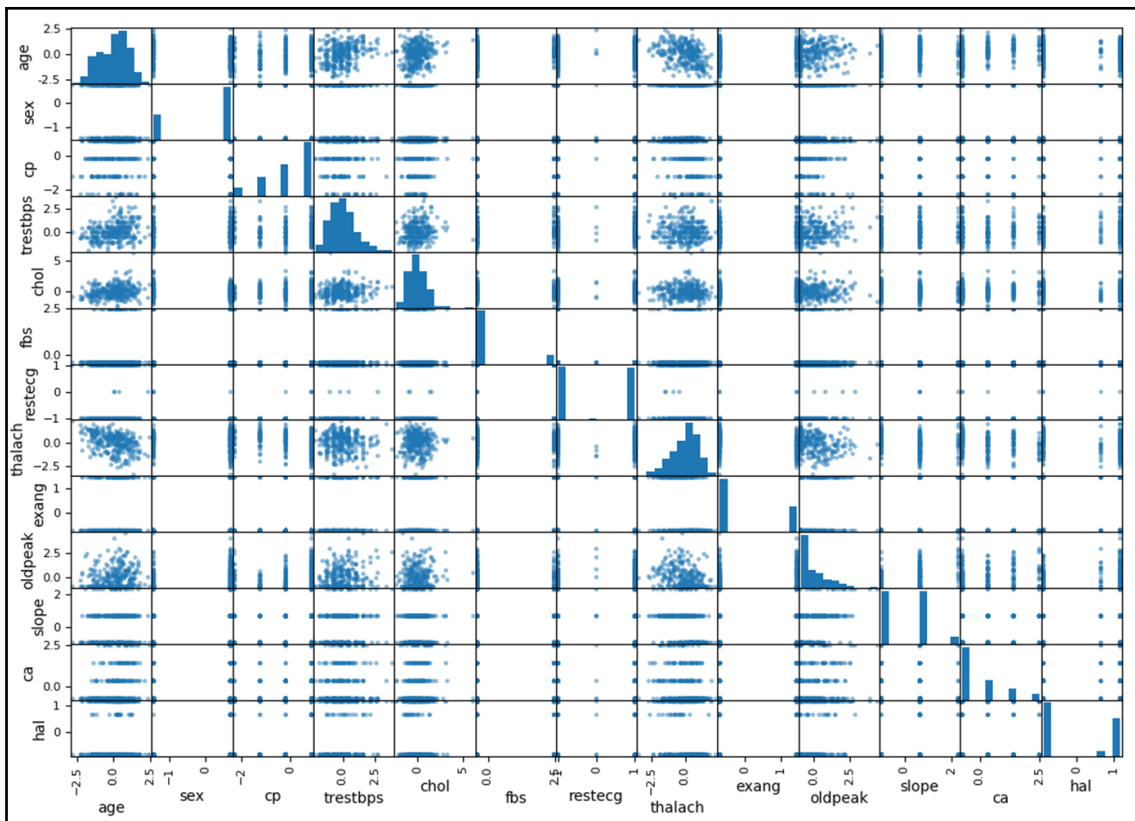 age
2.5
0.0
−2.5
sex
0
−1
cp
0
−2
trestbps
2.5
0.0
chol
5
0
fbs
2.5
0.0
restecg
1
0
−1
thalach
0.0
−2.5
exang
1
0
oldpeak
2.5
0.0
slope
2
0
ca
2.5
0.0
hal
1
0
−2.5 0.0 2.5 −1 0 −2 0 0.0 2.5 0 5 0.0 2.5 0 1 −2.5 0.0 0 1 0.0 2.5 0 2 0.0 2.5 0 1
age sex cp trestbps chol fbs restecg thalach exang oldpeak slope ca hal